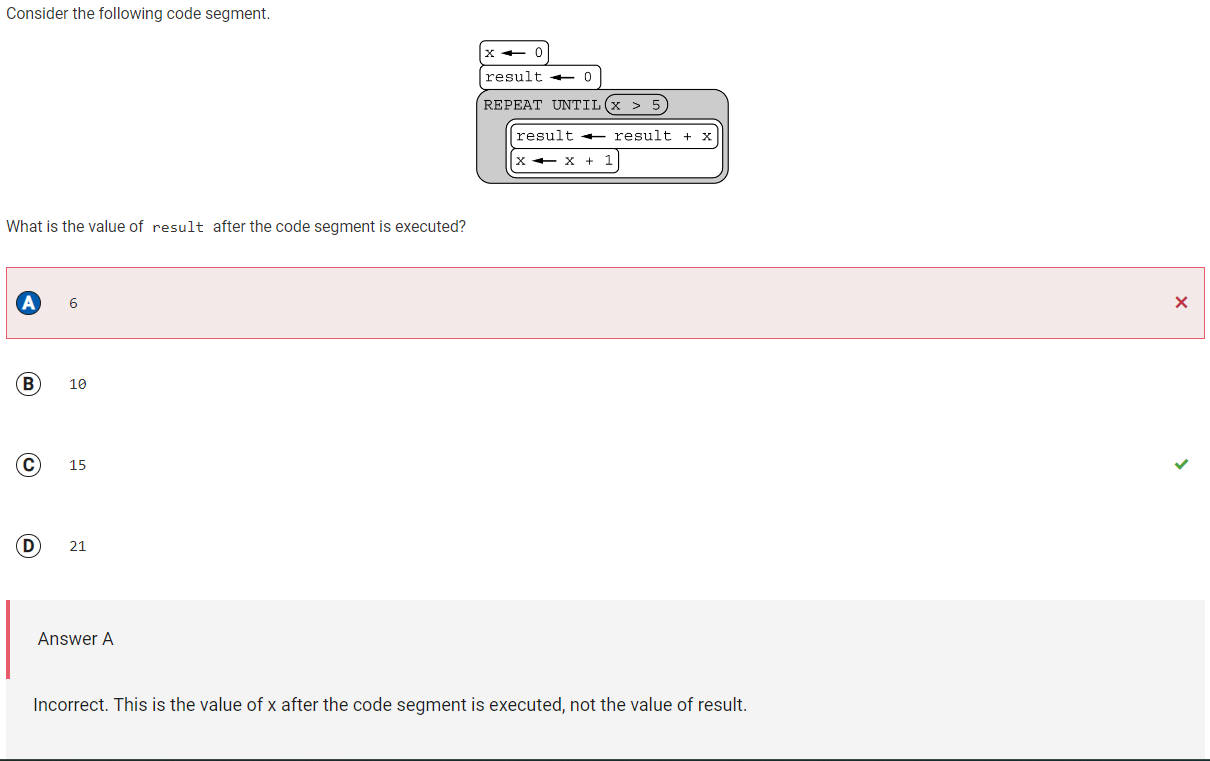 Consider the following code segment.
x ← 0
result ← 0
REPEAT UNTIL x > 5
result ← result + x
x ← x + 1
What is the value of result after the code segment is executed?
A 6
B 10
C 15
D 21
Answer A
Incorrect. This is the value of x after the code segment is executed, not the value of result.